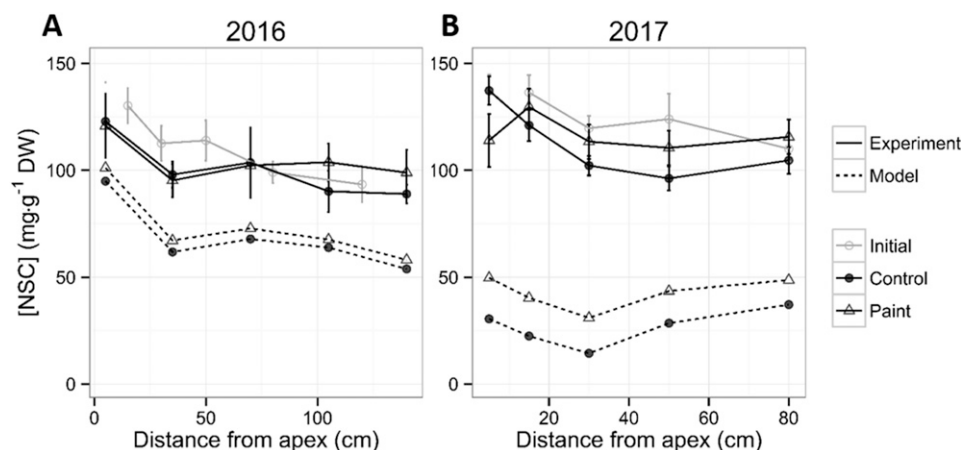 A 2016 B 2017
150 150
100 100
50 50
0 0
[NSC] (mg·g⁻¹ DW)
0 50 100 20 40 60 80
Distance from apex (cm) Distance from apex (cm)
Experiment
Model
Initial
Control
Paint